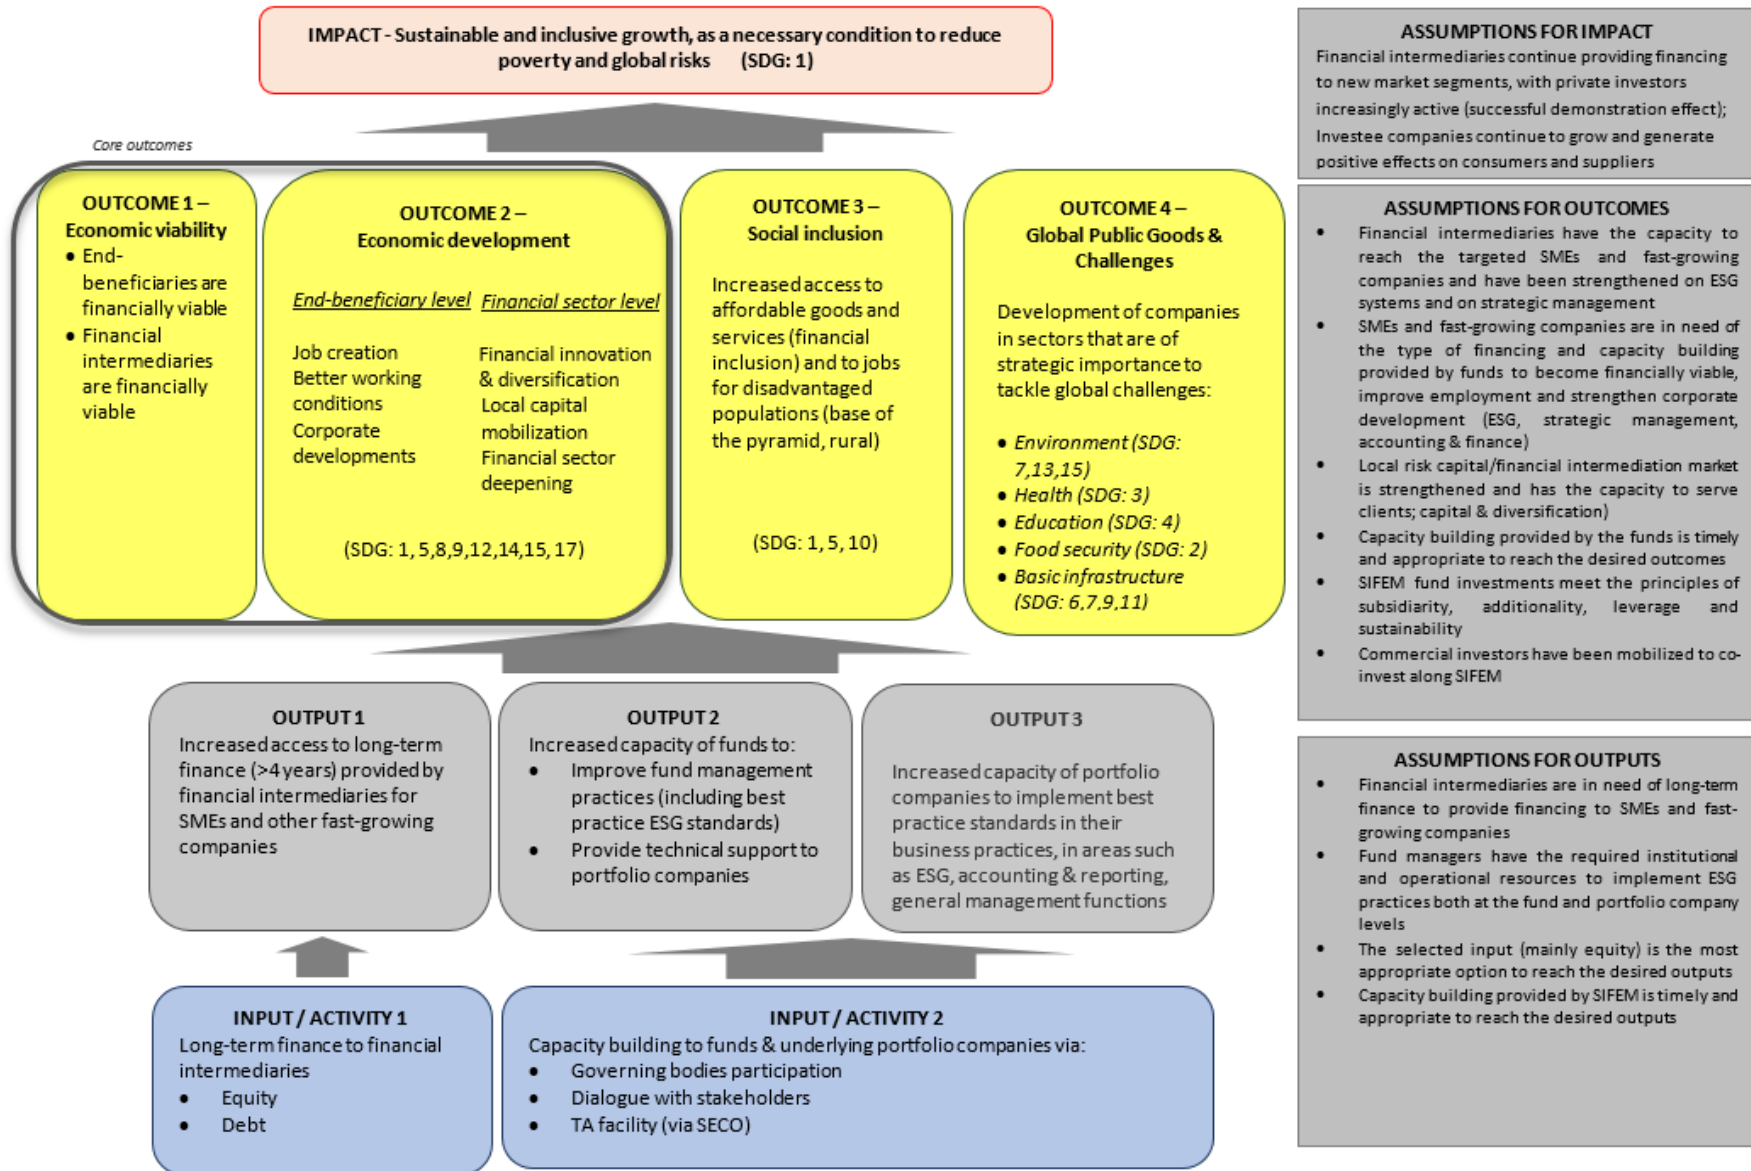 IMPACT - Sustainable and inclusive growth, as a necessary condition to reduce
poverty and global risks (SDG: 1)
Core outcomes
OUTCOME 1 –
Economic viability
• End-
beneficiaries are
financially viable
• Financial
intermediaries
are financially
viable
OUTCOME 2 –
Economic development
End-beneficiary level
Job creation
Better working
conditions
Corporate
developments
Financial sector level
Financial innovation
& diversification
Local capital
mobilization
Financial sector
deepening
(SDG: 1, 5,8,9,12,14,15, 17)
OUTCOME 3 –
Social inclusion
Increased access to
affordable goods and
services (financial
inclusion) and to jobs
for disadvantaged
populations (base of
the pyramid, rural)
(SDG: 1, 5, 10)
OUTCOME 4 –
Global Public Goods &
Challenges
Development of companies
in sectors that are of
strategic importance to
tackle global challenges:
• Environment (SDG:
7,13,15)
• Health (SDG: 3)
• Education (SDG: 4)
• Food security (SDG: 2)
• Basic infrastructure
(SDG: 6,7,9,11)
OUTPUT 1
Increased access to long-term
finance (>4 years) provided by
financial intermediaries for
SMEs and other fast-growing
companies
OUTPUT 2
Increased capacity of funds to:
• Improve fund management
practices (including best
practice ESG standards)
• Provide technical support to
portfolio companies
OUTPUT 3
Increased capacity of portfolio
companies to implement best
practice standards in their
business practices, in areas such
as ESG, accounting & reporting,
general management functions
INPUT / ACTIVITY 1
Long-term finance to financial
intermediaries
• Equity
• Debt
INPUT / ACTIVITY 2
Capacity building to funds & underlying portfolio companies via:
• Governing bodies participation
• Dialogue with stakeholders
• TA facility (via SECO)
ASSUMPTIONS FOR IMPACT
Financial intermediaries continue providing financing
to new market segments, with private investors
increasingly active (successful demonstration effect);
Investee companies continue to grow and generate
positive effects on consumers and suppliers
ASSUMPTIONS FOR OUTCOMES
• Financial intermediaries have the capacity to
reach the targeted SMEs and fast-growing
companies and have been strengthened on ESG
systems and on strategic management
• SMEs and fast-growing companies are in need of
the type of financing and capacity building
provided by funds to become financially viable,
improve employment and strengthen corporate
development (ESG, strategic management,
accounting & finance)
• Local risk capital/financial intermediation market
is strengthened and has the capacity to serve
clients; capital & diversification)
• Capacity building provided by the funds is timely
and appropriate to reach the desired outcomes
• SIFEM fund investments meet the principles of
subsidiarity, additionality, leverage and
sustainability
• Commercial investors have been mobilized to co-
invest along SIFEM
ASSUMPTIONS FOR OUTPUTS
• Financial intermediaries are in need of long-term
finance to provide financing to SMEs and fast-
growing companies
• Fund managers have the required institutional
and operational resources to implement ESG
practices both at the fund and portfolio company
levels
• The selected input (mainly equity) is the most
appropriate option to reach the desired outputs
• Capacity building provided by SIFEM is timely and
appropriate to reach the desired outputs